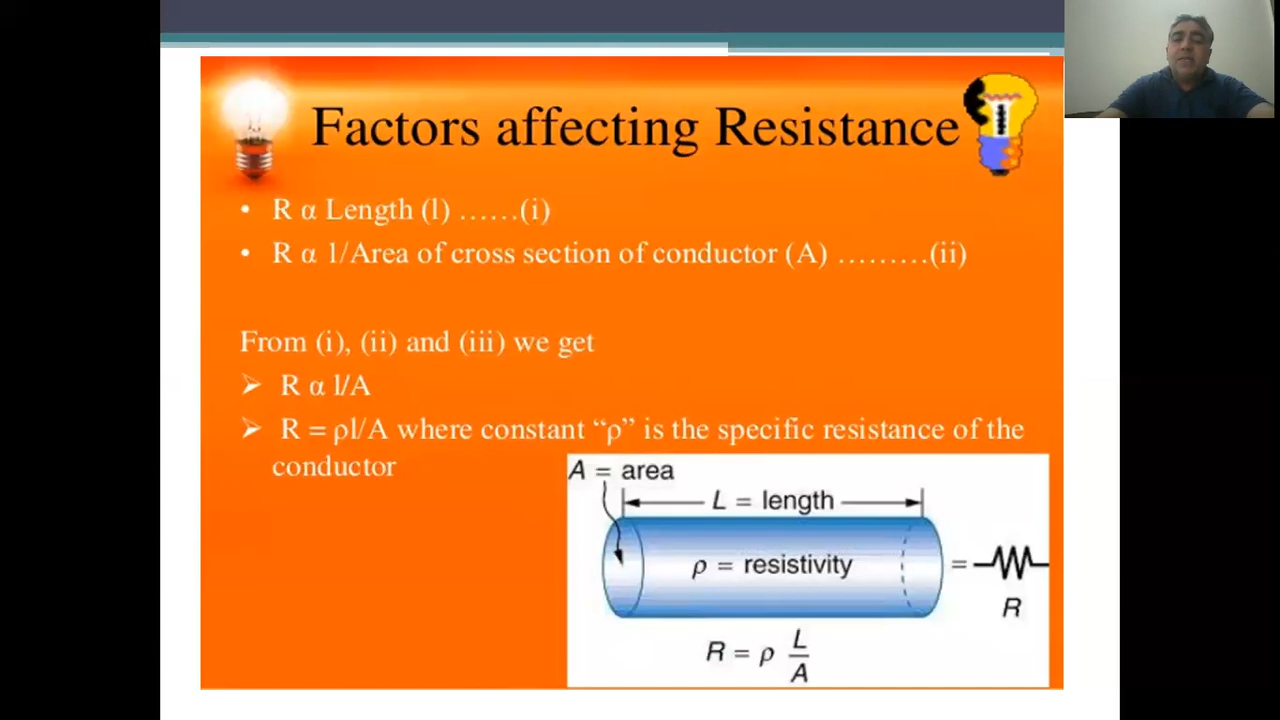 Factors affecting Resistance
• R α Length (l) ......(i)
• R α 1/Area of cross section of conductor (A) .........(ii)
From (i), (ii) and (iii) we get
➢ R α l/A
➢ R = ρl/A where constant “ρ” is the specific resistance of the
conductor
A = area
L = length
ρ = resistivity
=
R
R = ρ L/A